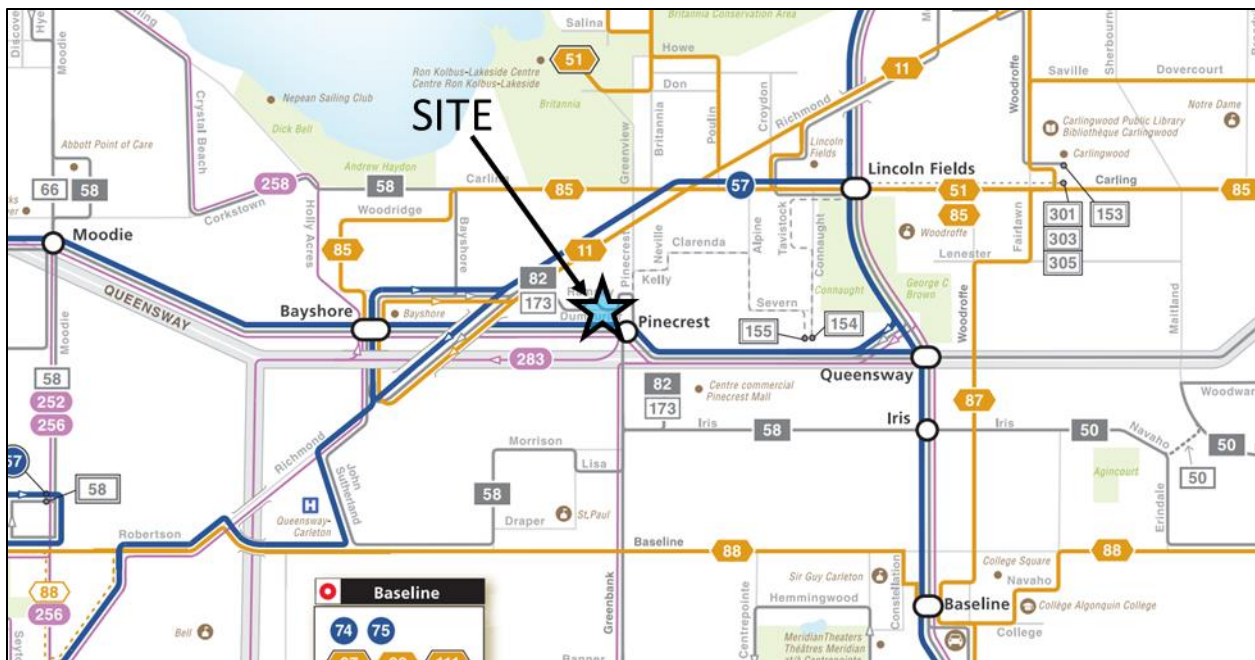 Moodie
Crystal Beach
Nepean Sailing Club
Dick Bell
Ron Kolbus-Lakeside Centre
Centre Ron Kolbus-Lakeside
51
Britannia
Britannia Conservation Area
Salina
Howe
Don
Greenview
Britannia
Poulin
Croydon
Richmond
11
Woodroffe
Saville
Sherbourne
Dovercourt
Notre Dame
Carlingwood Public Library
Bibliothèque Carlingwood
Carlingwood
SITE
Abbott Point of Care
66
58
Corkstown
258
Andrew Haydon
58
Carling
85
57
Lincoln
Fields
Lincoln Fields
51
85
Carling
85
301
303
305
153
Moodie
Holly Acres
Woodridge
85
Bayshore
11
Pinecrest
Neville
Clarenda
Kelly
Alpine
Tavistock
Connaught
Severn
Connaught
Woodroffe
George C
Brown
Lenester
Fairlawn
Woodroffe
Maitland
QUEENSWAY
Bayshore
Bayshore
82
173
Pinecrest
155
154
283
Queensway
Moodie
58
252
256
82
173
Centre commercial
Pinecrest Mall
Iris
58
Iris
87
Iris
50
Navaho
50
50
Woodwar
Agincourt
Erindale
57
58
Richmond
John
Sutherland
H
Queensway-
Carleton
Morrison
Lisa
58
Draper
St. Paul
Robertson
Baseline
88
88
College Square
Navaho
88
256
Bell
Baseline
74
75
Greenbank
Sir Guy Carleton
Hemmingwood
Centrepointe
Constellation
Baseline
Collège Algonquin College
College
Meridian Theaters
Théâtres Meridian